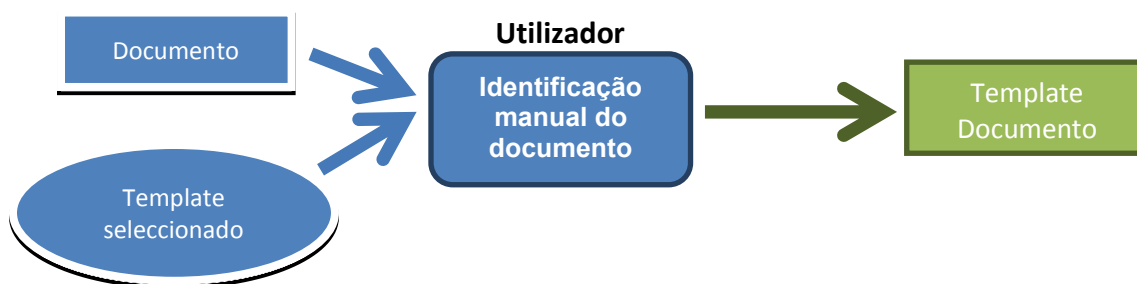 Documento
Template
seleccionado
Utilizador
Identificação
manual do
documento
Template
Documento